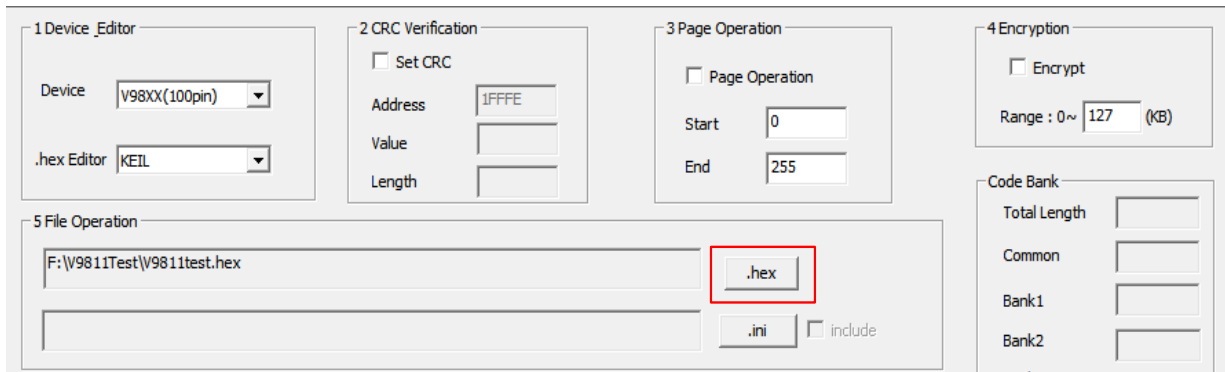 1 Device _Editor
Device
V98XX(100pin)
.hex Editor
KEIL
2 CRC Verification
Set CRC
Address
1FFFE
Value
Length
3 Page Operation
Page Operation
Start
0
End
255
4 Encryption
Encrypt
Range : 0~
127
(KB)
5 File Operation
F:\V9811Test\V9811test.hex
.hex
.ini
include
Code Bank
Total Length
Common
Bank1
Bank2